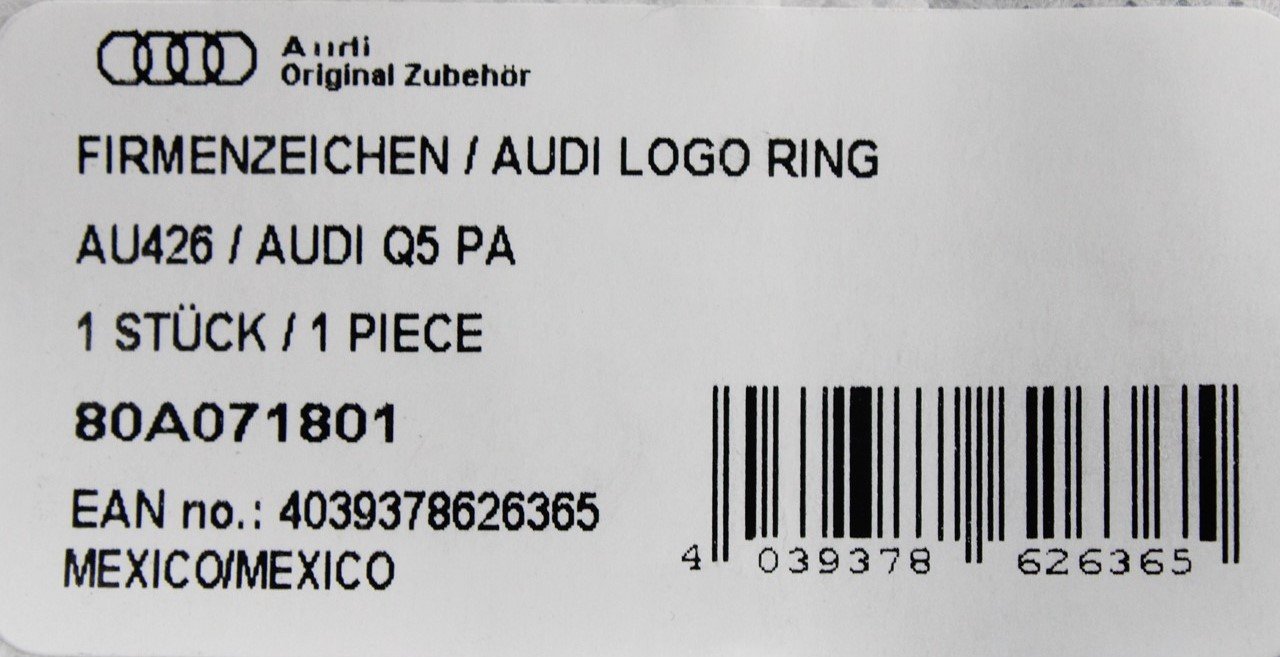 Audi
Original Zubehör
FIRMENZEICHEN / AUDI LOGO RING
AU426 / AUDI Q5 PA
1 STÜCK / 1 PIECE
80A071801
EAN no.: 4039378626365
MEXICO/MEXICO
4 039378 626365